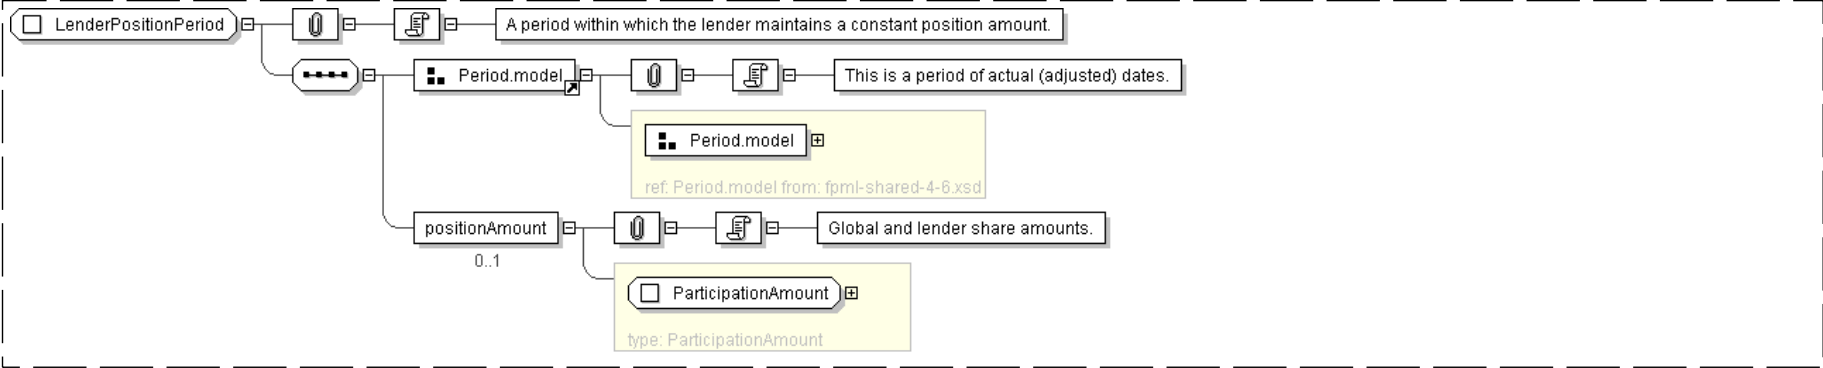 LenderPositionPeriod
A period within which the lender maintains a constant position amount.
Period.model
This is a period of actual (adjusted) dates.
Period.model
ref: Period.model from: fpml-shared-4-6.xsd
positionAmount
Global and lender share amounts.
0..1
ParticipationAmount
type: ParticipationAmount